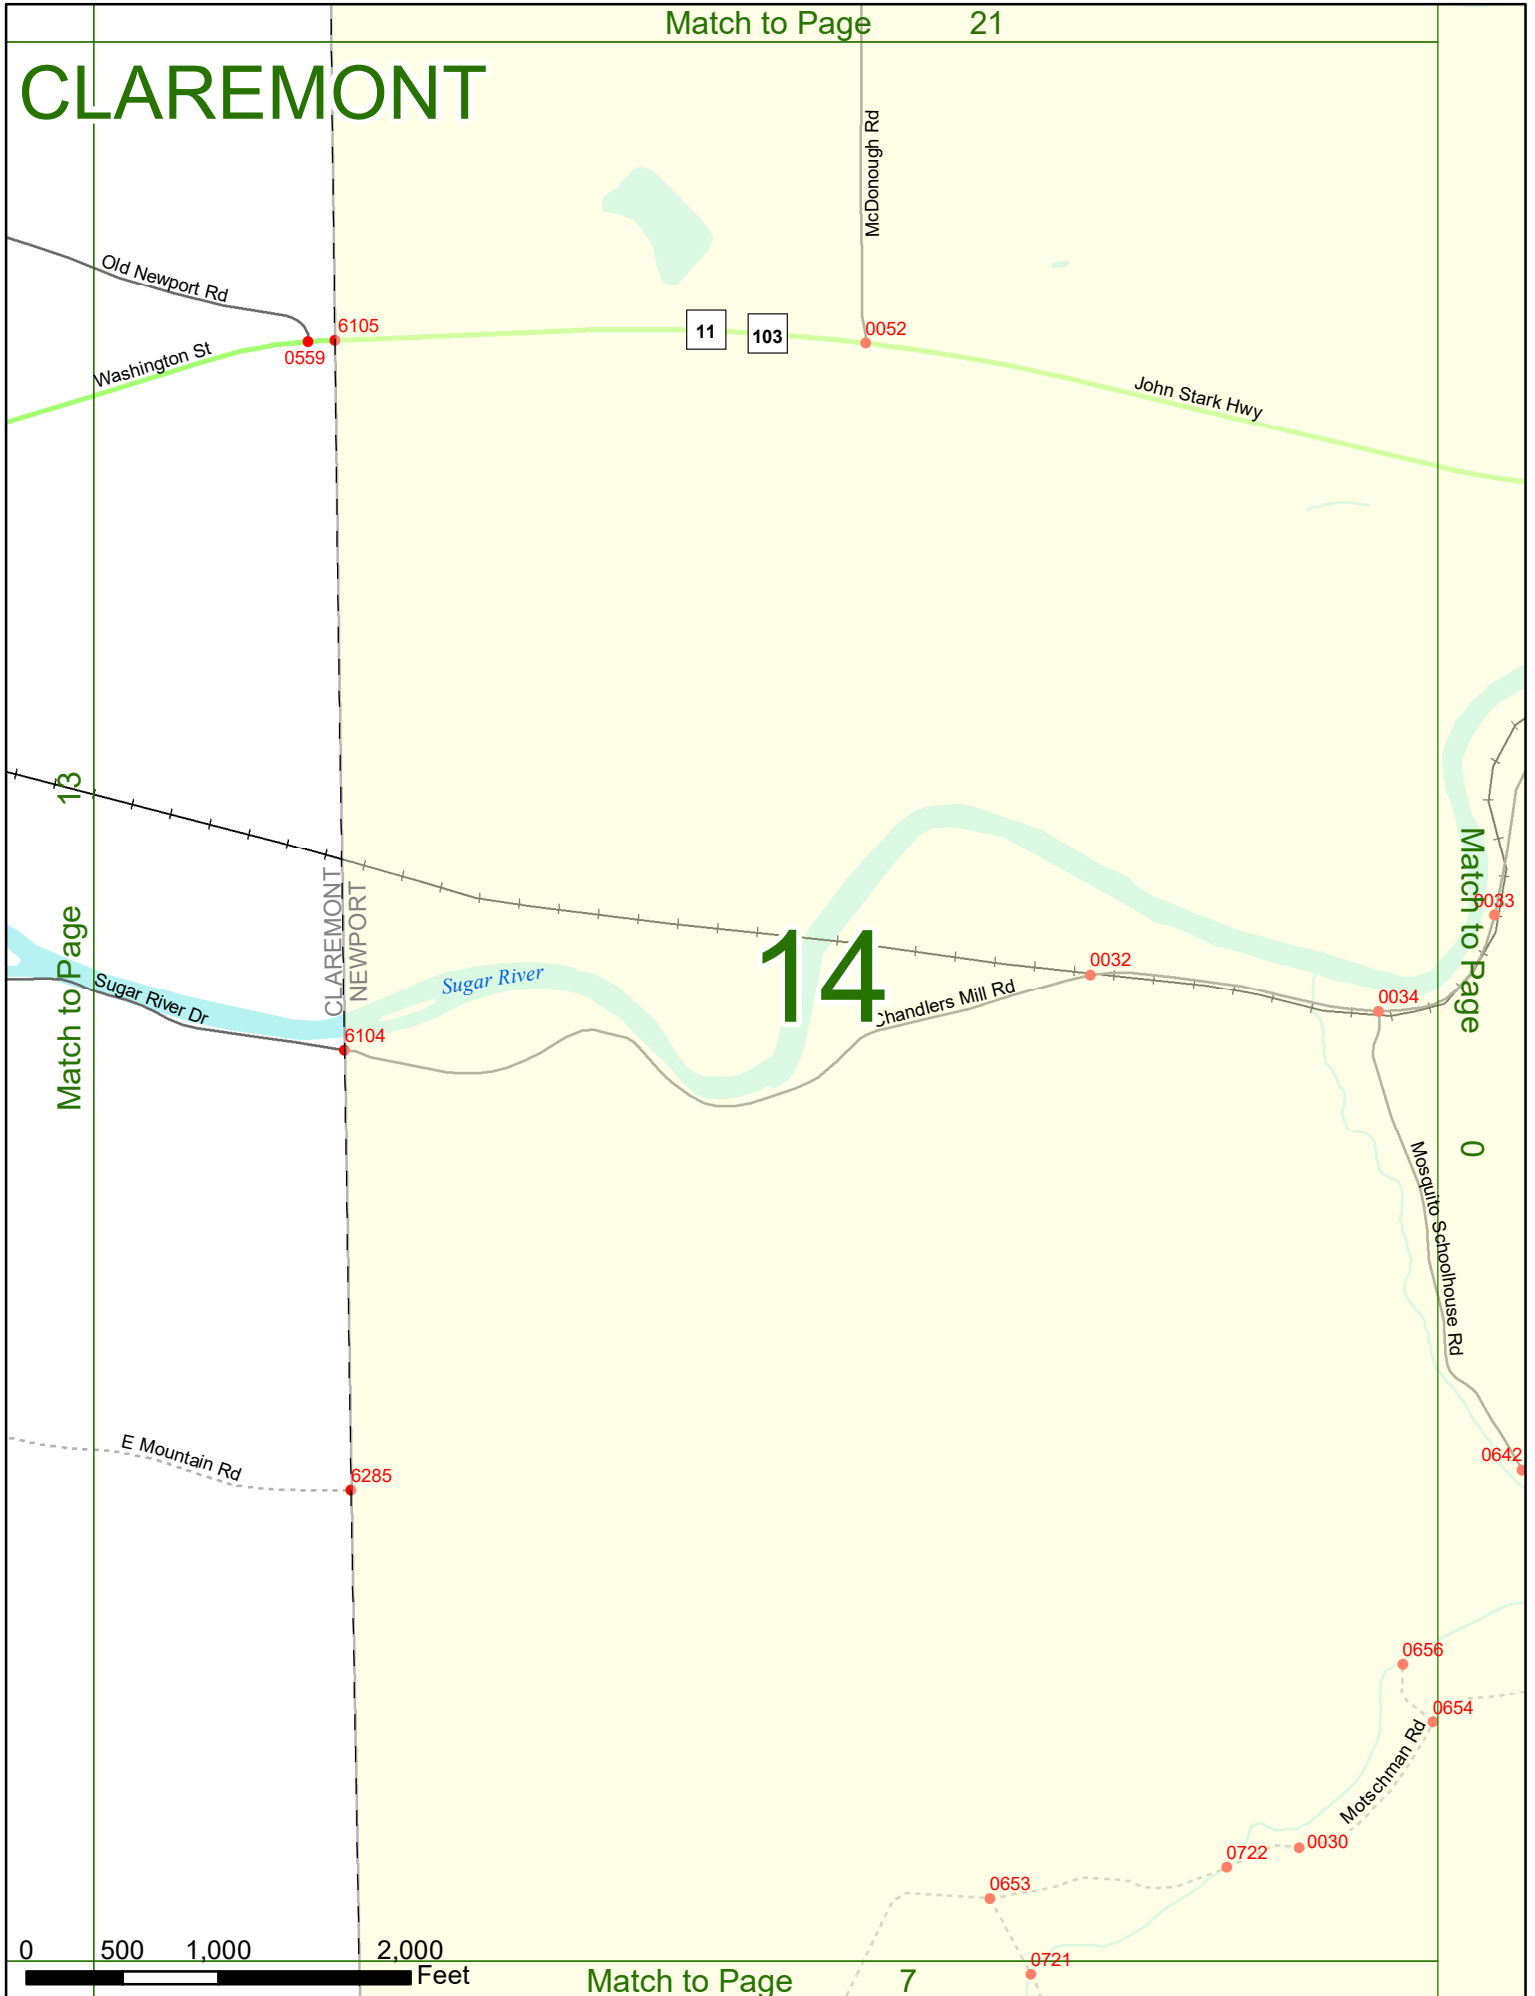 Match to Page 21
CLAREMONT
McDonough Rd
Old Newport Rd
6105
11
103
0052
0559
Washington St
John Stark Hwy
Match to Page 13
CLAREMONT
NEWPORT
Match to Page 0
0033
Sugar River
14
0032
Chandlers Mill Rd
Sugar River Dr
0034
6104
Mosquito Schoolhouse Rd
E Mountain Rd
6285
0642
0656
0654
Motschman Rd
0030
0722
0653
0721
0 500 1,000 2,000
Feet
Match to Page 7